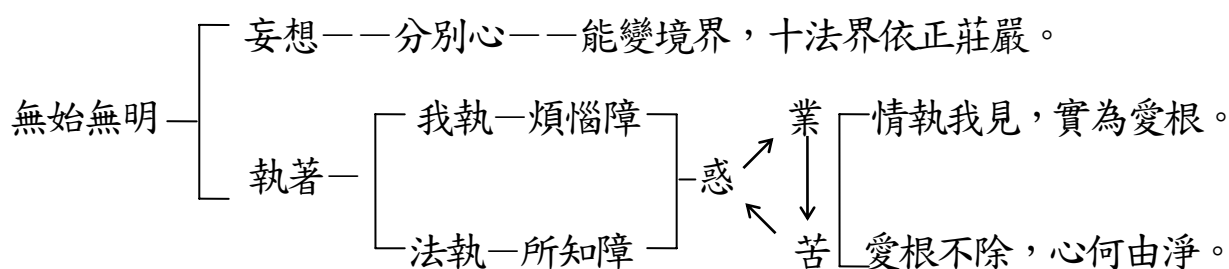 妄想——分別心——能變境界，十法界依正莊嚴。
無始無明
執著—
我執—煩惱障
法執—所知障
惑
業
苦
情執我見，實為愛根。
愛根不除，心何由淨。